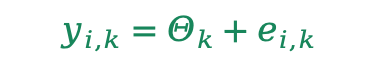 y_{i,k} = Θ_k + e_{i,k}